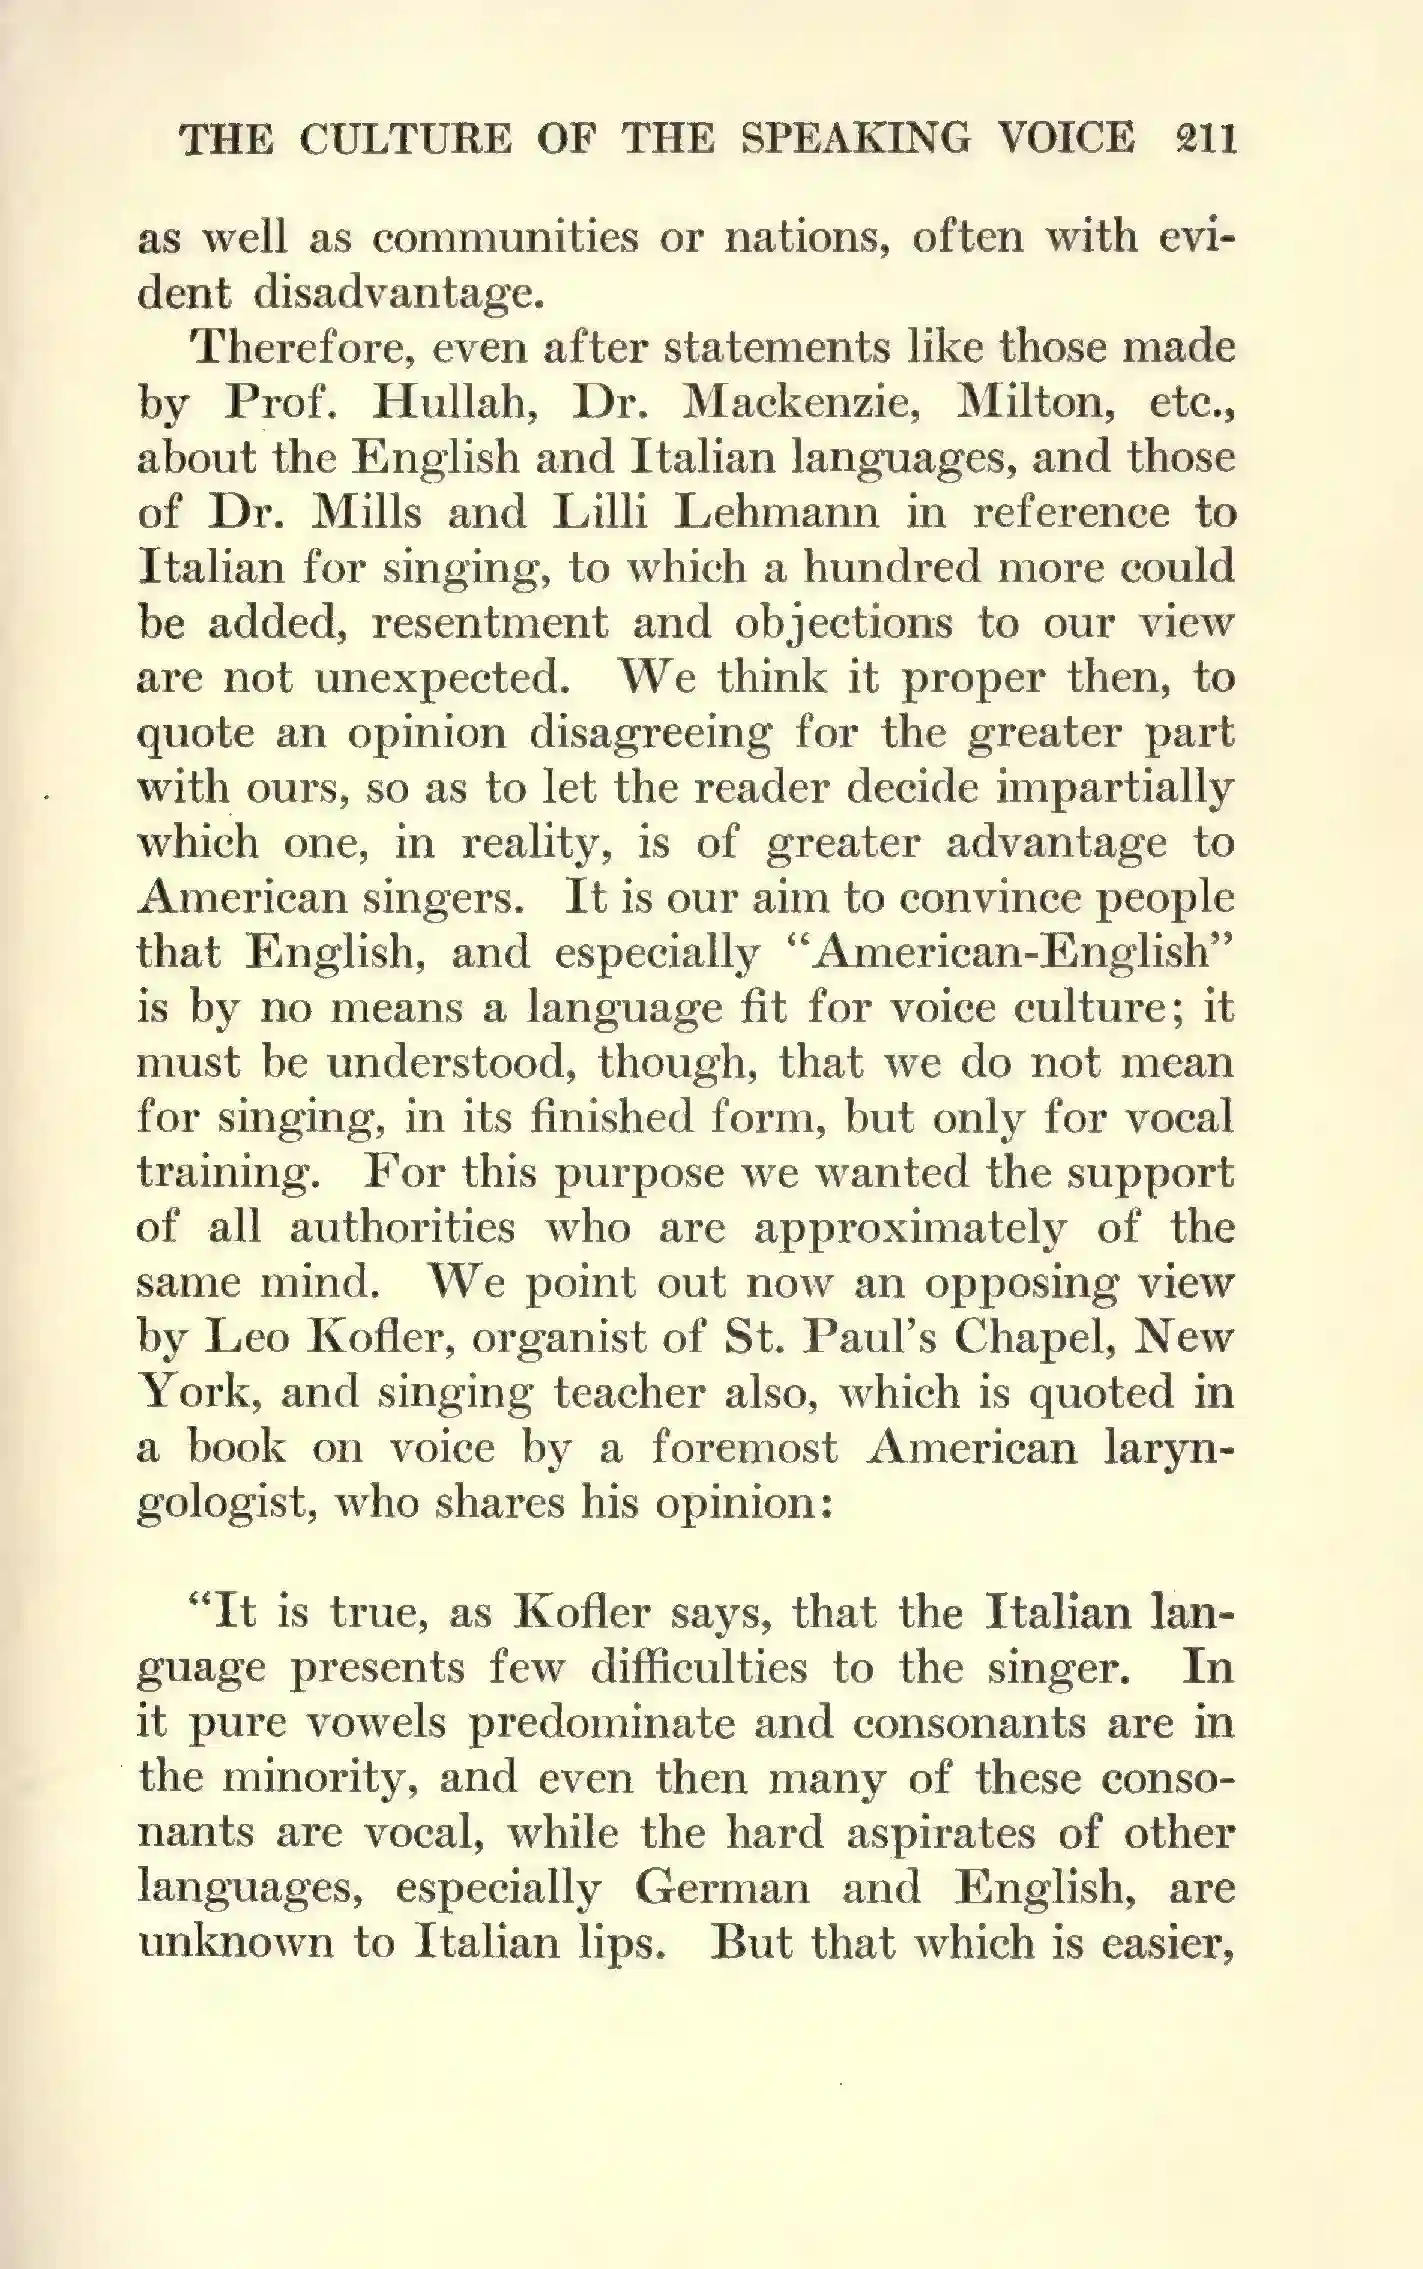 THE CULTURE OF THE SPEAKING VOICE 211
as well as communities or nations, often with evi-
dent disadvantage.
Therefore, even after statements like those made
by Prof. Hullah, Dr. Mackenzie, Milton, etc.,
about the English and Italian languages, and those
of Dr. Mills and Lilli Lehmann in reference to
Italian for singing, to which a hundred more could
be added, resentment and objections to our view
are not unexpected. We think it proper then, to
quote an opinion disagreeing for the greater part
with ours, so as to let the reader decide impartially
which one, in reality, is of greater advantage to
American singers. It is our aim to convince people
that English, and especially “American-English”
is by no means a language fit for voice culture; it
must be understood, though, that we do not mean
for singing, in its finished form, but only for vocal
training. For this purpose we wanted the support
of all authorities who are approximately of the
same mind. We point out now an opposing view
by Leo Kofler, organist of St. Paul’s Chapel, New
York, and singing teacher also, which is quoted in
a book on voice by a foremost American laryn-
gologist, who shares his opinion:
“It is true, as Kofler says, that the Italian lan-
guage presents few difficulties to the singer. In
it pure vowels predominate and consonants are in
the minority, and even then many of these conso-
nants are vocal, while the hard aspirates of other
languages, especially German and English, are
unknown to Italian lips. But that which is easier,